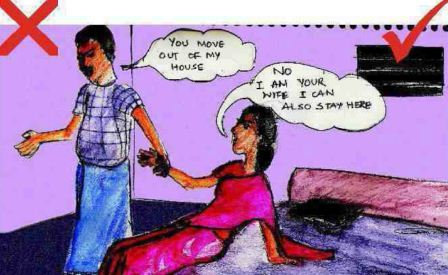 YOU MOVE
OUT OF MY
HOUSE
NO
I AM YOUR
WIFE I CAN
ALSO STAY HERE